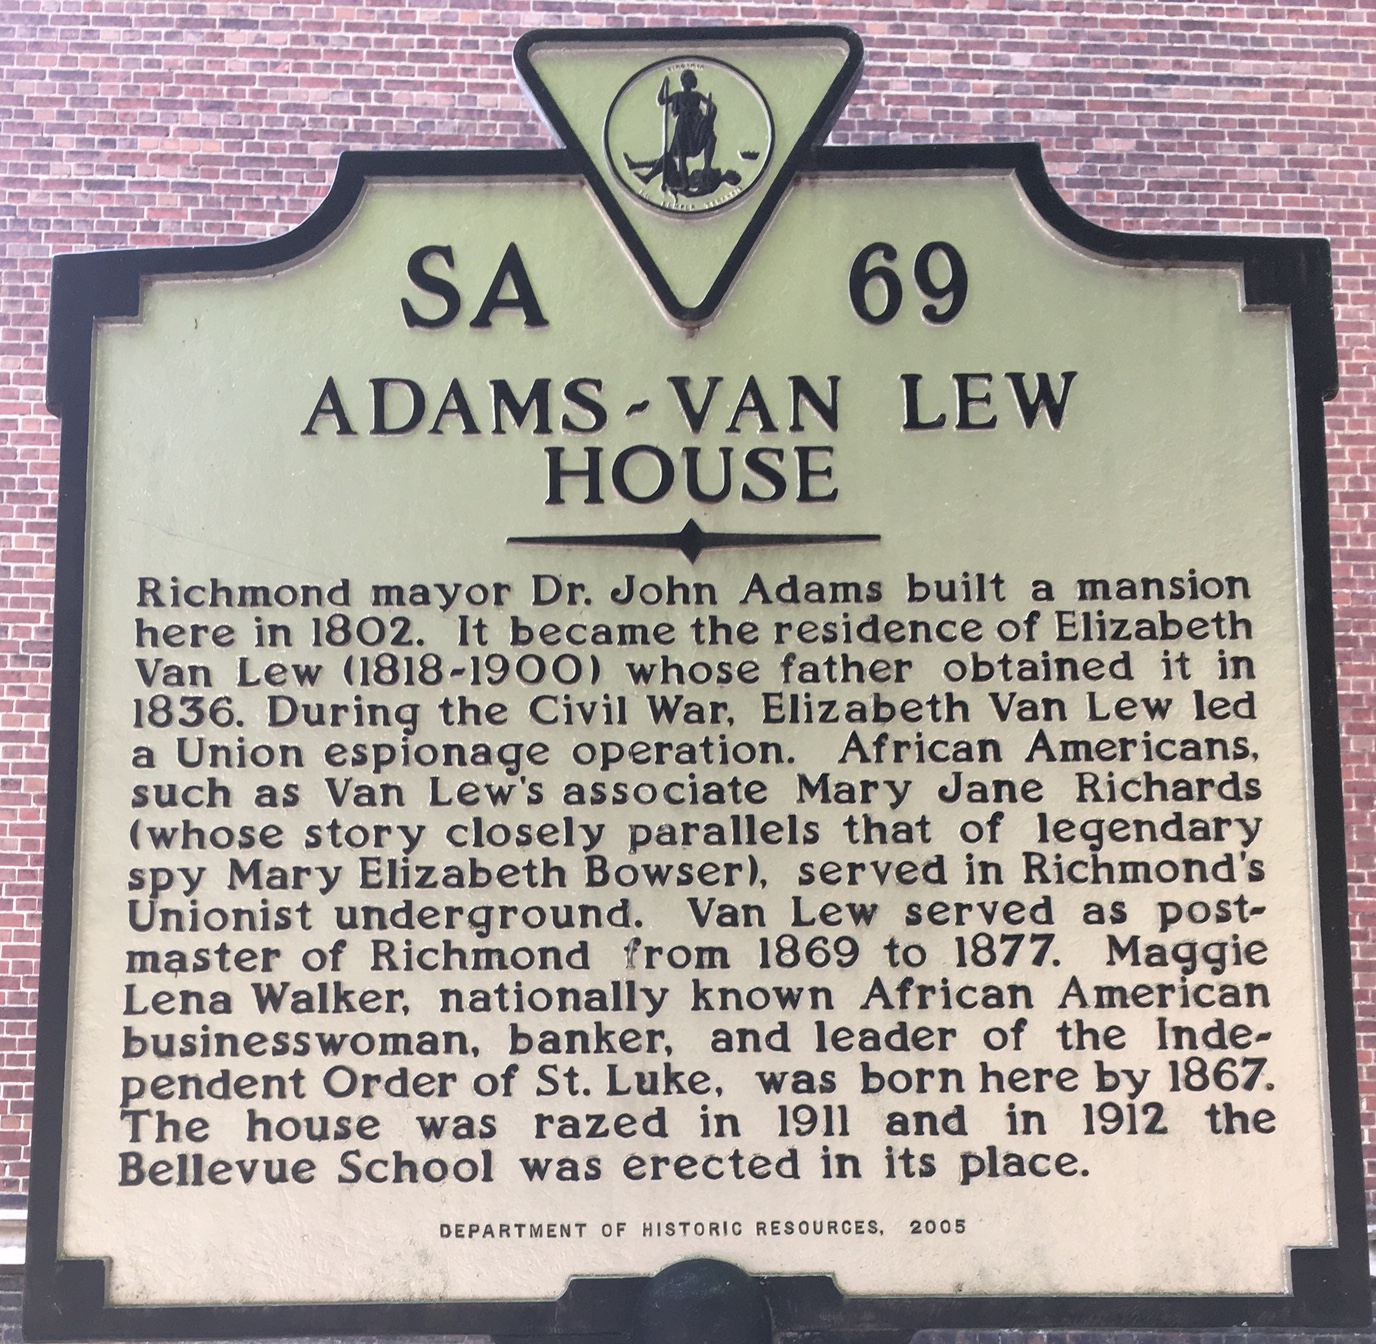 VIRGINIA
SIC SEMPER TYRANNIS
SA 69
ADAMS-VAN LEW
HOUSE
Richmond mayor Dr. John Adams built a mansion
here in 1802. It became the residence of Elizabeth
Van Lew (1818-1900) whose father obtained it in
1836. During the Civil War, Elizabeth Van Lew led
a Union espionage operation. African Americans,
such as Van Lew's associate Mary Jane Richards
(whose story closely parallels that of legendary
spy Mary Elizabeth Bowser), served in Richmond's
Unionist underground. Van Lew served as post-
master of Richmond from 1869 to 1877. Maggie
Lena Walker, nationally known African American
businesswoman, banker, and leader of the Inde-
pendent Order of St. Luke, was born here by 1867.
The house was razed in 1911 and in 1912 the
Bellevue School was erected in its place.
DEPARTMENT OF HISTORIC RESOURCES, 2005